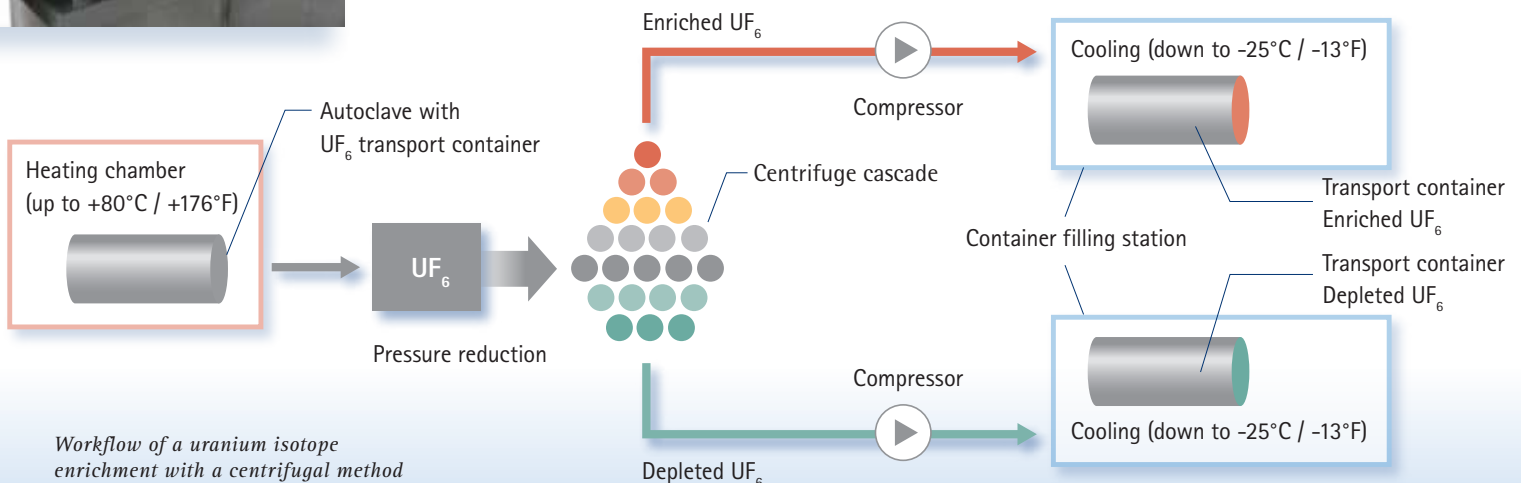 Enriched UF₆
Compressor
Cooling (down to -25°C / -13°F)
Autoclave with
UF₆ transport container
Heating chamber
(up to +80°C / +176°F)
Centrifuge cascade
Transport container
Enriched UF₆
Container filling station
UF₆
Pressure reduction
Transport container
Depleted UF₆
Compressor
Cooling (down to -25°C / -13°F)
Depleted UF₆
Workflow of a uranium isotope
enrichment with a centrifugal method